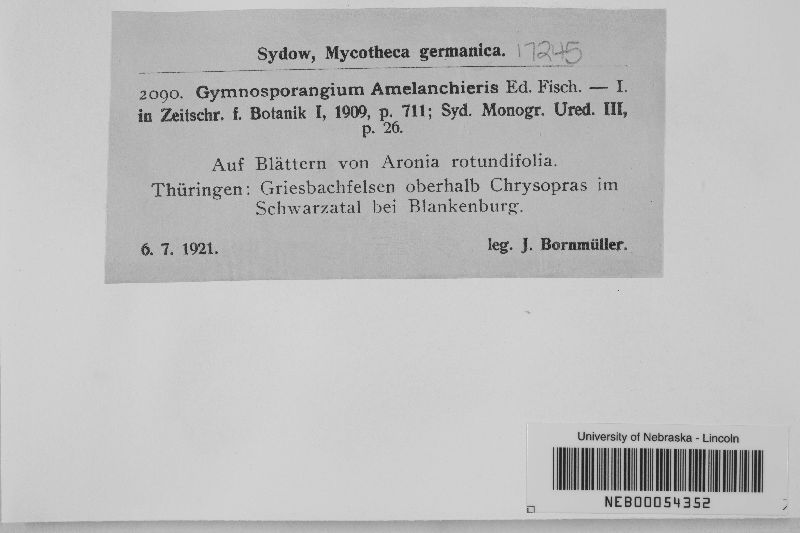 Sydow, Mycotheca germanica. 17245
2090. Gymnosporangium Amelanchieris Ed. Fisch. — I.
in Zeitschr. f. Botanik I, 1909, p. 711; Syd. Monogr. Ured. III,
p. 26.
Auf Blättern von Aronia rotundifolia.
Thüringen: Griesbachfelsen oberhalb Chrysopras im
Schwarzatal bei Blankenburg.
6. 7. 1921. leg. J. Bornmüller.
University of Nebraska - Lincoln
NEB00054352